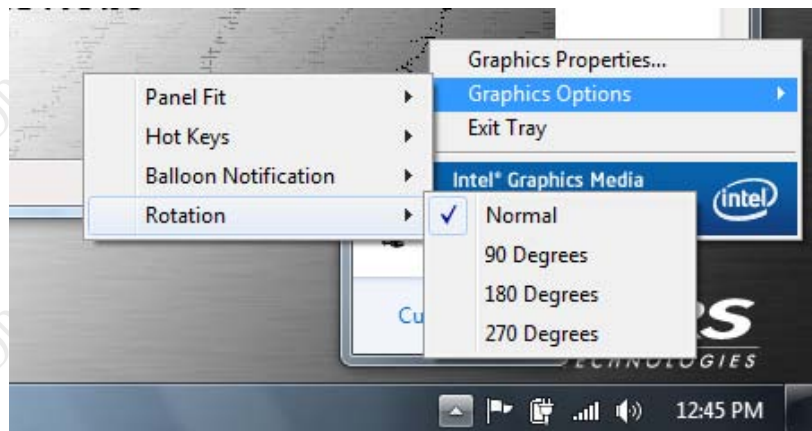 Graphics Properties...
Graphics Options
Exit Tray
Intel® Graphics Media
intel
Panel Fit
Hot Keys
Balloon Notification
Rotation
Normal
90 Degrees
180 Degrees
270 Degrees
Cu
12:45 PM